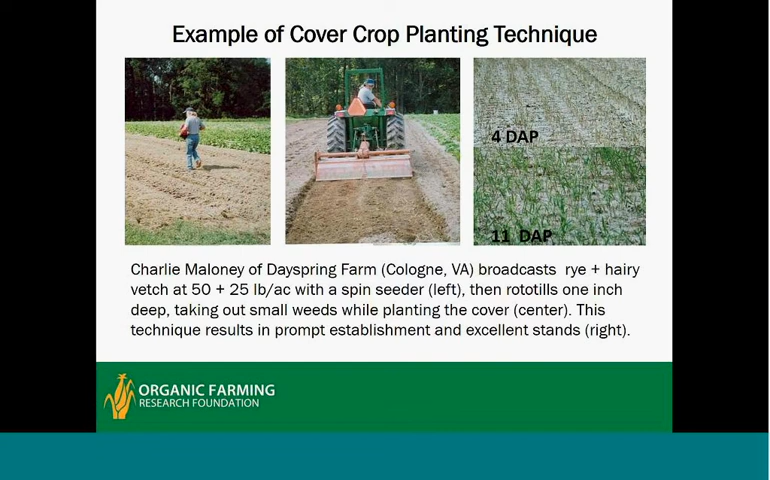 Example of Cover Crop Planting Technique
4 DAP
11 DAP
Charlie Maloney of Dayspring Farm (Cologne, VA) broadcasts rye + hairy
vetch at 50 + 25 lb/ac with a spin seeder (left), then rototills one inch
deep, taking out small weeds while planting the cover (center). This
technique results in prompt establishment and excellent stands (right).
ORGANIC FARMING
RESEARCH FOUNDATION